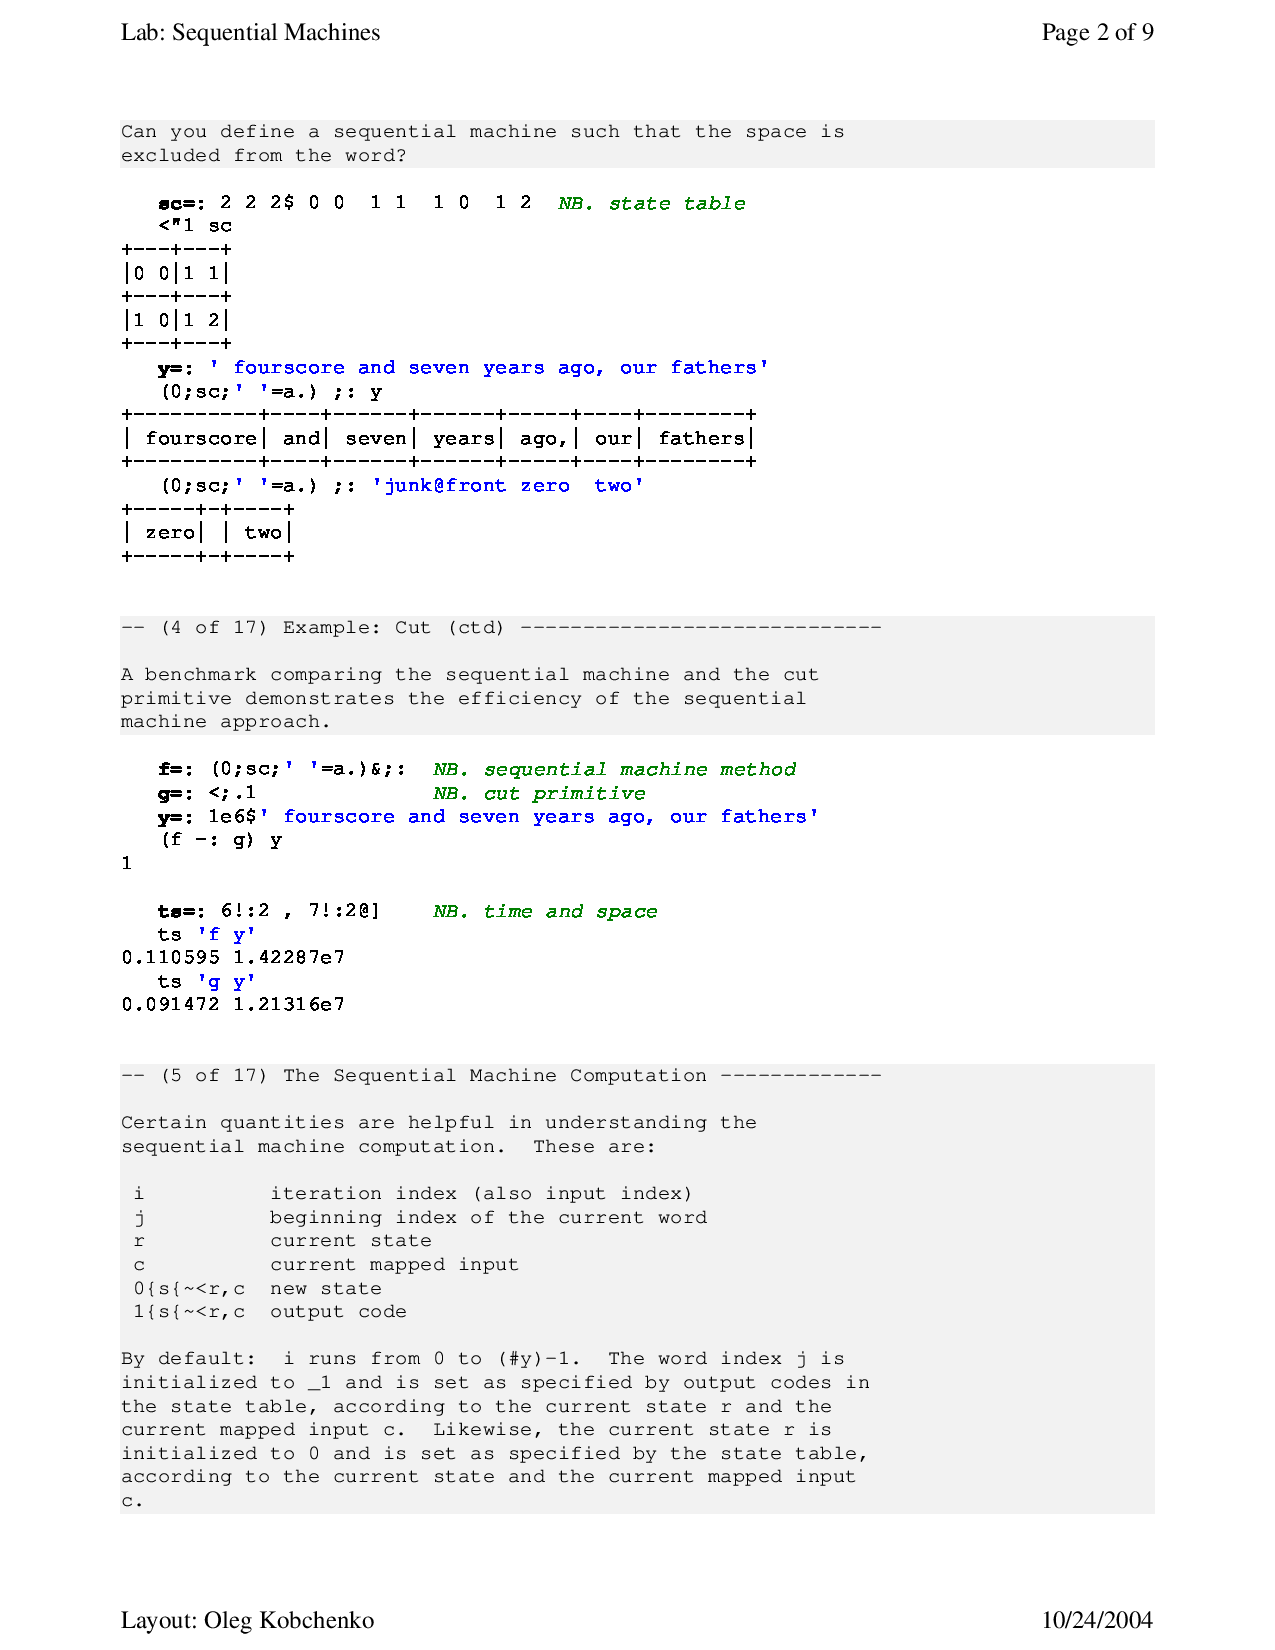 Lab: Sequential Machines Page 2 of 9
Can you define a sequential machine such that the space is
excluded from the word?
   sc=: 2 2 2$ 0 0  1 1  1 0  1 2  NB. state table
   <"1 sc
+---+---+
|0 0|1 1|
+---+---+
|1 0|1 2|
+---+---+
   y=: ' fourscore and seven years ago, our fathers'
   (0;sc;' '=a.) ;: y
+----------+----+------+------+-----+----+--------+
| fourscore| and| seven| years| ago,| our| fathers|
+----------+----+------+------+-----+----+--------+
   (0;sc;' '=a.) ;: 'junk@front zero  two'
+-----+-+----+
| zero| | two|
+-----+-+----+
-- (4 of 17) Example: Cut (ctd) -----------------------------
A benchmark comparing the sequential machine and the cut
primitive demonstrates the efficiency of the sequential
machine approach.
   f=: (0;sc;' '=a.)&;:  NB. sequential machine method
   g=: <;.1              NB. cut primitive
   y=: 1e6$' fourscore and seven years ago, our fathers'
   (f -: g) y
1
   ts=: 6!:2 , 7!:2@]    NB. time and space
   ts 'f y'
0.110595 1.42287e7
   ts 'g y'
0.091472 1.21316e7
-- (5 of 17) The Sequential Machine Computation -------------
Certain quantities are helpful in understanding the
sequential machine computation.  These are:
 i          iteration index (also input index)
 j          beginning index of the current word
 r          current state
 c          current mapped input
 0{s{~<r,c  new state
 1{s{~<r,c  output code
By default:  i runs from 0 to (#y)-1.  The word index j is
initialized to _1 and is set as specified by output codes in
the state table, according to the current state r and the
current mapped input c.  Likewise, the current state r is
initialized to 0 and is set as specified by the state table,
according to the current state and the current mapped input
c.
Layout: Oleg Kobchenko 10/24/2004